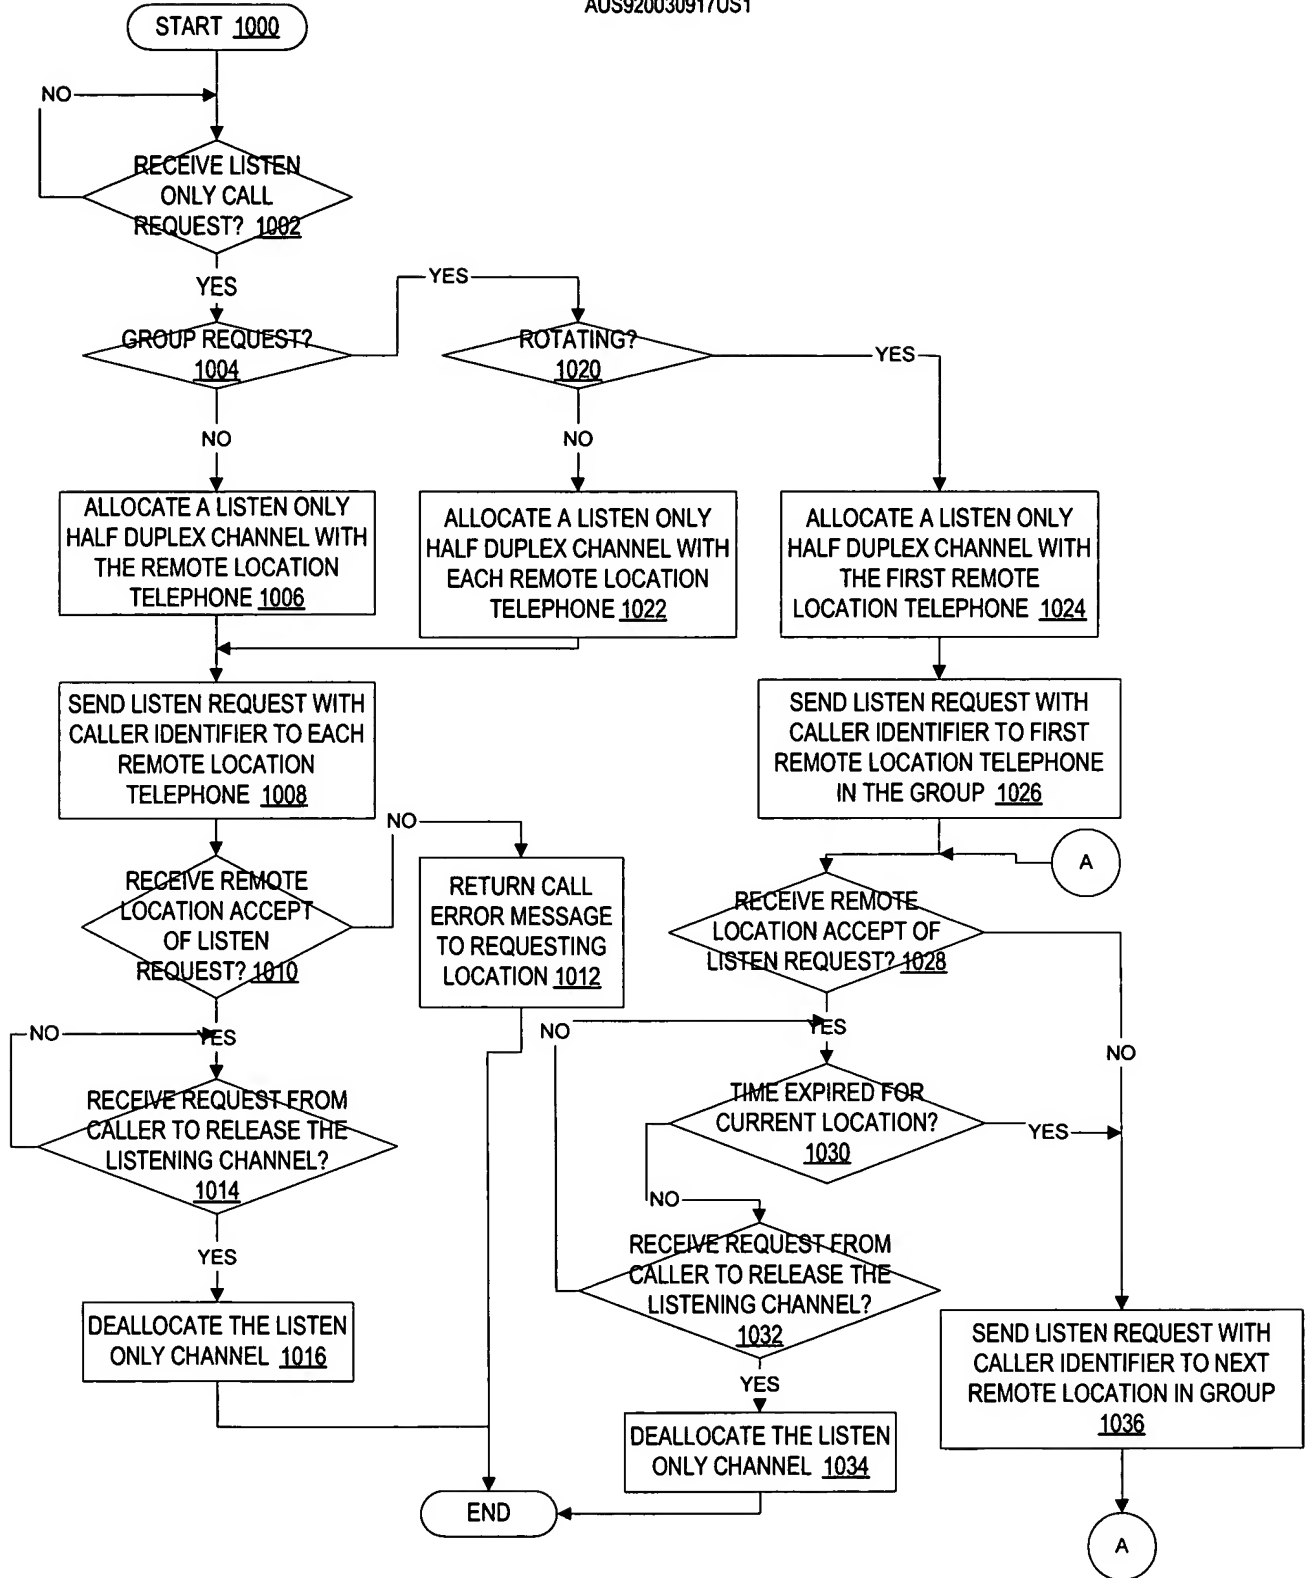 AUS920030917US1
START 1000
NO
RECEIVE LISTEN
ONLY CALL
REQUEST? 1002
YES
YES
GROUP REQUEST?
1004
ROTATING?
1020
YES
NO
NO
ALLOCATE A LISTEN ONLY
HALF DUPLEX CHANNEL WITH
THE REMOTE LOCATION
TELEPHONE 1006
ALLOCATE A LISTEN ONLY
HALF DUPLEX CHANNEL WITH
EACH REMOTE LOCATION
TELEPHONE 1022
ALLOCATE A LISTEN ONLY
HALF DUPLEX CHANNEL WITH
THE FIRST REMOTE
LOCATION TELEPHONE 1024
SEND LISTEN REQUEST WITH
CALLER IDENTIFIER TO EACH
REMOTE LOCATION
TELEPHONE 1008
SEND LISTEN REQUEST WITH
CALLER IDENTIFIER TO FIRST
REMOTE LOCATION TELEPHONE
IN THE GROUP 1026
NO
A
RECEIVE REMOTE
LOCATION ACCEPT
OF LISTEN
REQUEST? 1010
RETURN CALL
ERROR MESSAGE
TO REQUESTING
LOCATION 1012
RECEIVE REMOTE
LOCATION ACCEPT OF
LISTEN REQUEST? 1028
NO
YES
NO
YES
NO
RECEIVE REQUEST FROM
CALLER TO RELEASE THE
LISTENING CHANNEL?
1014
TIME EXPIRED FOR
CURRENT LOCATION?
1030
YES
NO
YES
RECEIVE REQUEST FROM
CALLER TO RELEASE THE
LISTENING CHANNEL?
1032
DEALLOCATE THE LISTEN
ONLY CHANNEL 1016
SEND LISTEN REQUEST WITH
CALLER IDENTIFIER TO NEXT
REMOTE LOCATION IN GROUP
1036
YES
DEALLOCATE THE LISTEN
ONLY CHANNEL 1034
END
A